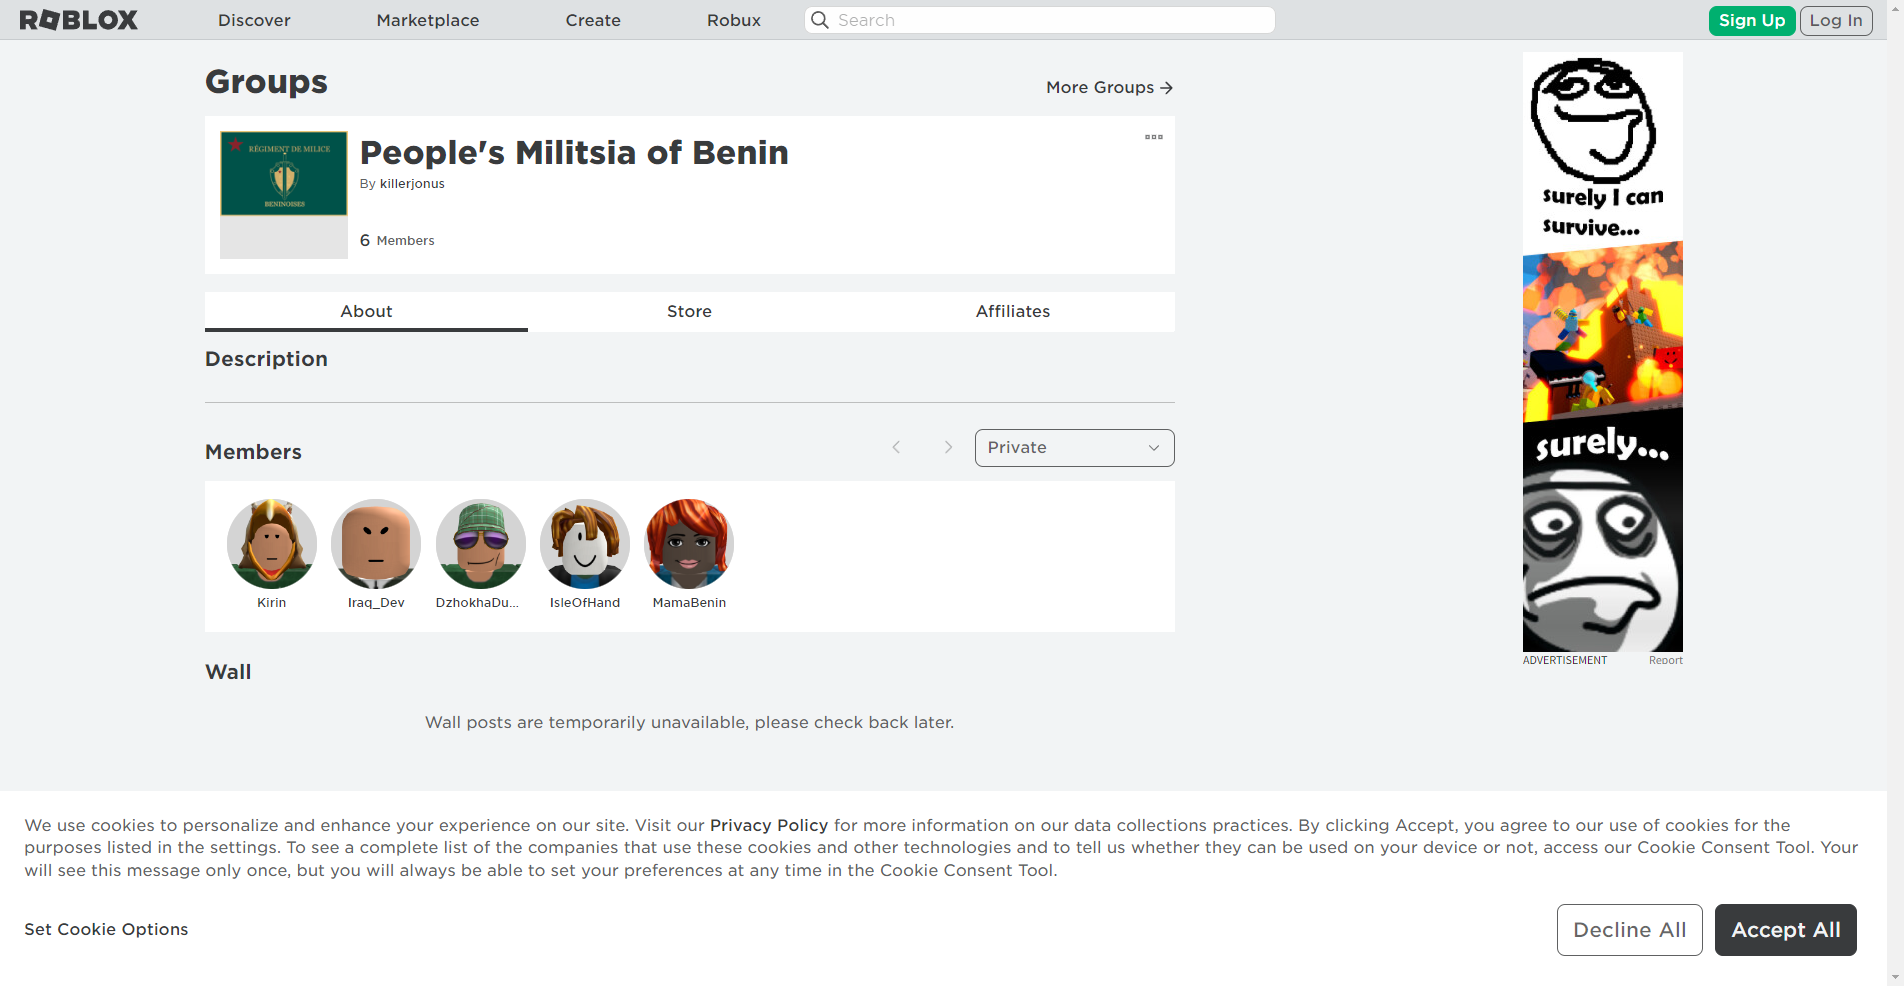 ROBLOX
Discover
Marketplace
Create
Robux
Search
Sign Up
Log In
Groups
More Groups
RÉGIMENT DE MILICE
BENINOISES
People's Militsia of Benin
By killerjonus
6 Members
About
Store
Affiliates
Description
Members
Private
Kirin
Iraq_Dev
DzhokhaDu...
IsleOfHand
MamaBenin
Wall
Wall posts are temporarily unavailable, please check back later.
surely I can
survive...
surely...
ADVERTISEMENT
Report
We use cookies to personalize and enhance your experience on our site. Visit our Privacy Policy for more information on our data collections practices. By clicking Accept, you agree to our use of cookies for the
purposes listed in the settings. To see a complete list of the companies that use these cookies and other technologies and to tell us whether they can be used on your device or not, access our Cookie Consent Tool. Your
will see this message only once, but you will always be able to set your preferences at any time in the Cookie Consent Tool.
Set Cookie Options
Decline All
Accept All